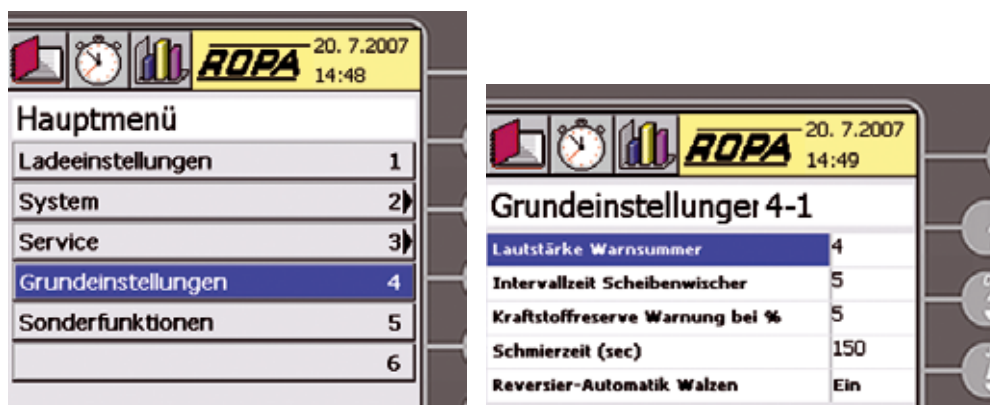 ROPA 20. 7.2007
14:48
Hauptmenü
Ladeeinstellungen 1
System 2
Service 3
Grundeinstellungen 4
Sonderfunktionen 5
6
ROPA 20. 7.2007
14:49
Grundeinstellunger 4-1
Lautstärke Warnsummer 4
Intervallzeit Scheibenwischer 5
Kraftstoffreserve Warnung bei % 5
Schmierzeit (sec) 150
Reversier-Automatik Walzen Ein